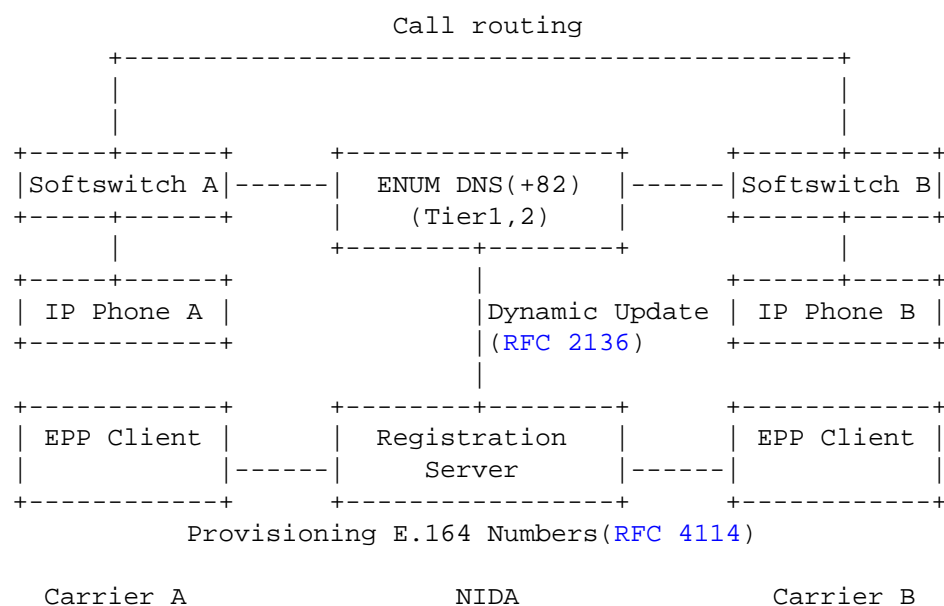 Call routing
Softswitch A ENUM DNS(+82) Softswitch B
(Tier1,2)
IP Phone A Dynamic Update IP Phone B
(RFC 2136)
EPP Client Registration EPP Client
Server
Provisioning E.164 Numbers(RFC 4114)
Carrier A NIDA Carrier B